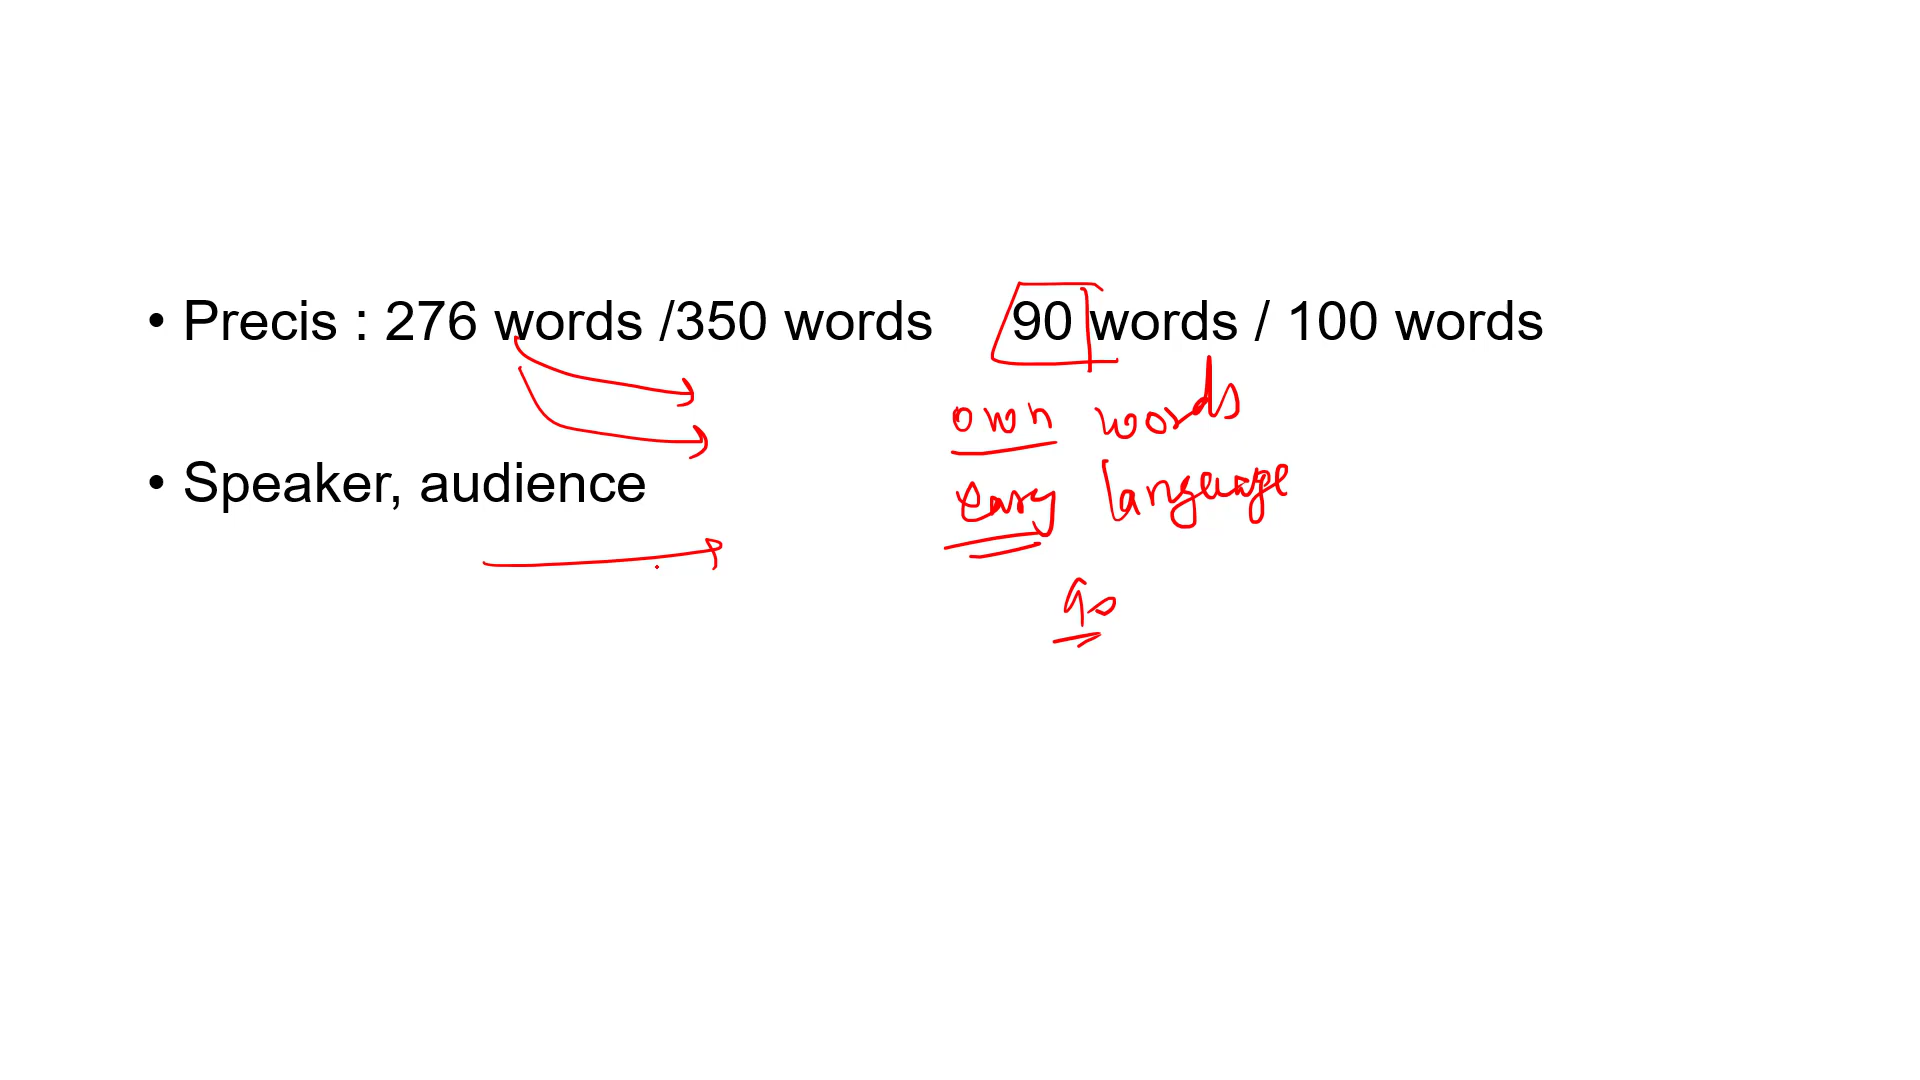 • Precis : 276 words /350 words 90 words / 100 words
own words
• Speaker, audience
easy language
90